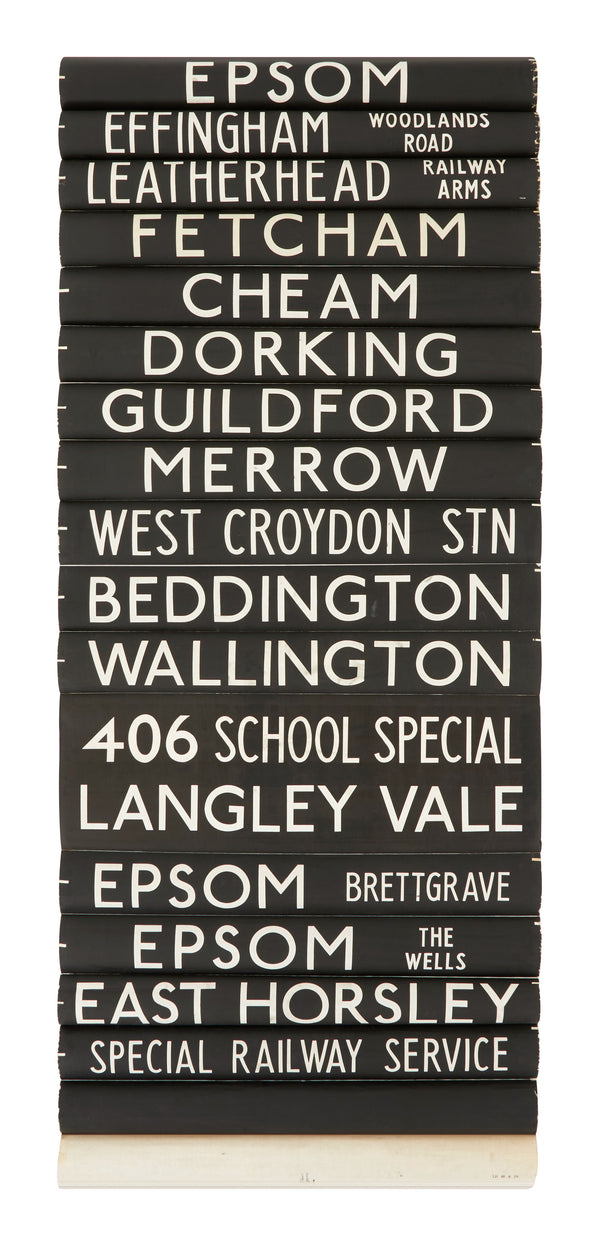 EPSOM
EFFINGHAM WOODLANDS ROAD
LEATHERHEAD RAILWAY ARMS
FETCHAM
CHEAM
DORKING
GUILDFORD
MERROW
WEST CROYDON STN
BEDDINGTON
WALLINGTON
406 SCHOOL SPECIAL
LANGLEY VALE
EPSOM BRETTGRAVE
EPSOM THE WELLS
EAST HORSLEY
SPECIAL RAILWAY SERVICE